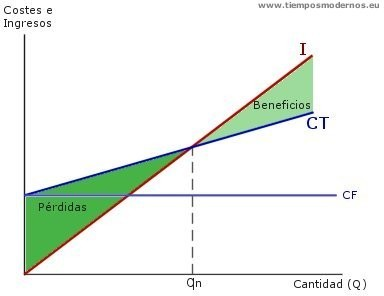 www.tiemposmodernos.eu
Costes e
Ingresos
I
Beneficios
CT
CF
Pérdidas
Qn
Cantidad (Q)